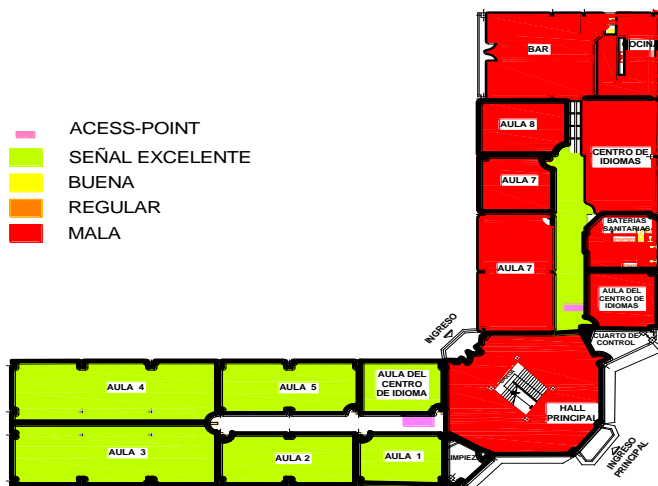 ACESS-POINT
SEÑAL EXCELENTE
BUENA
REGULAR
MALA
BAR
COCINA
AULA 8
CENTRO DE
IDIOMAS
AULA 7
BATERIAS
SANITARIAS
AULA 7
AULA DEL
CENTRO DE
IDIOMAS
INGRESO
CUARTO DE
CONTROL
AULA 4
AULA 5
AULA DEL
CENTRO
DE IDIOMA
HALL
PRINCIPAL
AULA 3
AULA 2
AULA 1
LIMPIEZA
INGRESO
PRINCIPAL